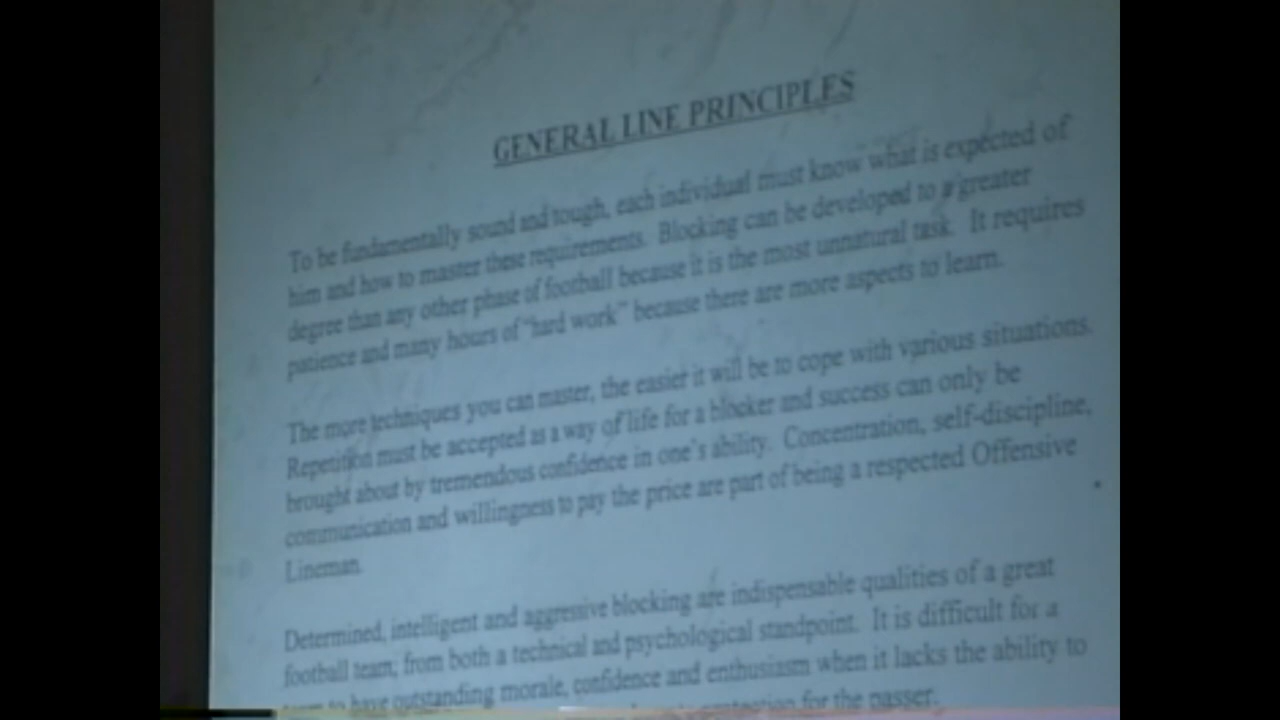 GENERAL LINE PRINCIPLES
To be fundamentally sound and tough, each individual must know what is expected of
him and how to master these requirements. Blocking can be developed to a greater
degree than any other phase of football because it is the most unnatural task. It requires
patience and many hours of "hard work" because there are more aspects to learn.
The more techniques you can master, the easier it will be to cope with various situations.
Repetition must be accepted as a way of life for a blocker and success can only be
brought about by tremendous confidence in one's ability. Concentration, self-discipline,
communication and willingness to pay the price are part of being a respected Offensive
Lineman.
Determined, intelligent and aggressive blocking are indispensable qualities of a great
football team; from both a technical and psychological standpoint. It is difficult for a
team to have outstanding morale, confidence and enthusiasm when it lacks the ability to
protection for the passer.